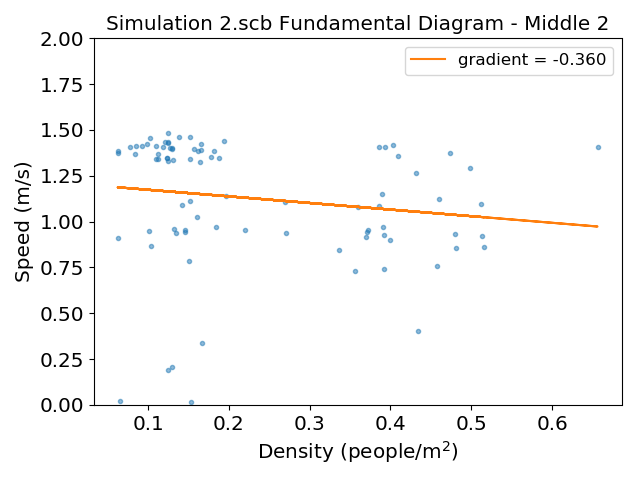 Simulation 2.scb Fundamental Diagram - Middle 2
2.00
gradient = -0.360
1.75
1.50
1.25
1.00
0.75
0.50
0.25
0.00
Speed (m/s)
0.1 0.2 0.3 0.4 0.5 0.6
Density (people/m²)